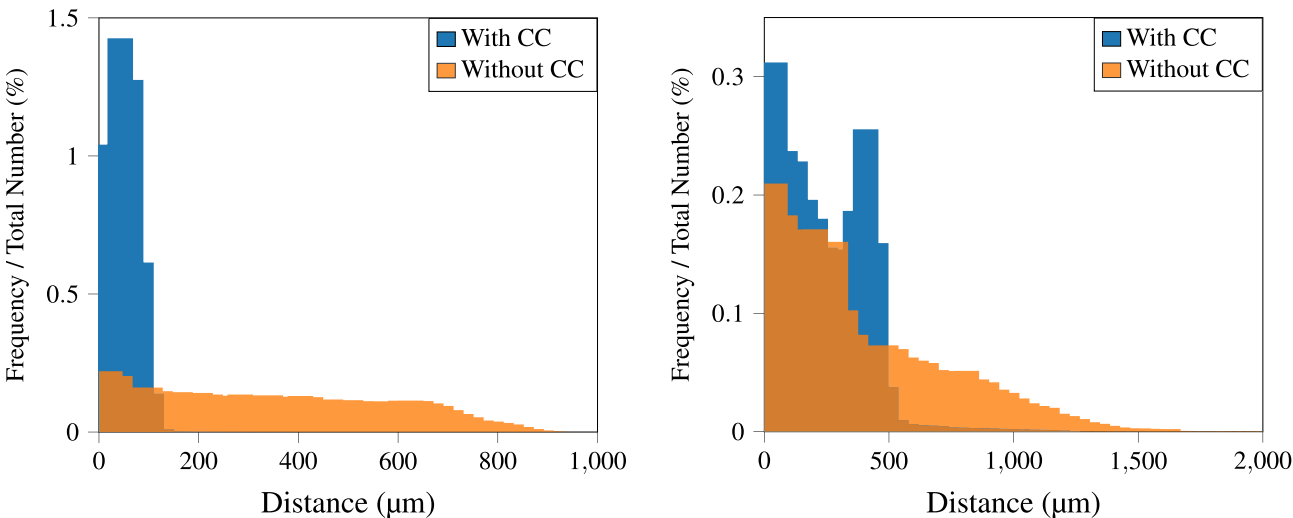 Frequency / Total Number (%)
1.5
1
0.5
0
0
200
400
600
800
1,000
Distance (μm)
With CC
Without CC
Frequency / Total Number (%)
0.3
0.2
0.1
0
0
500
1,000
1,500
2,000
Distance (μm)
With CC
Without CC